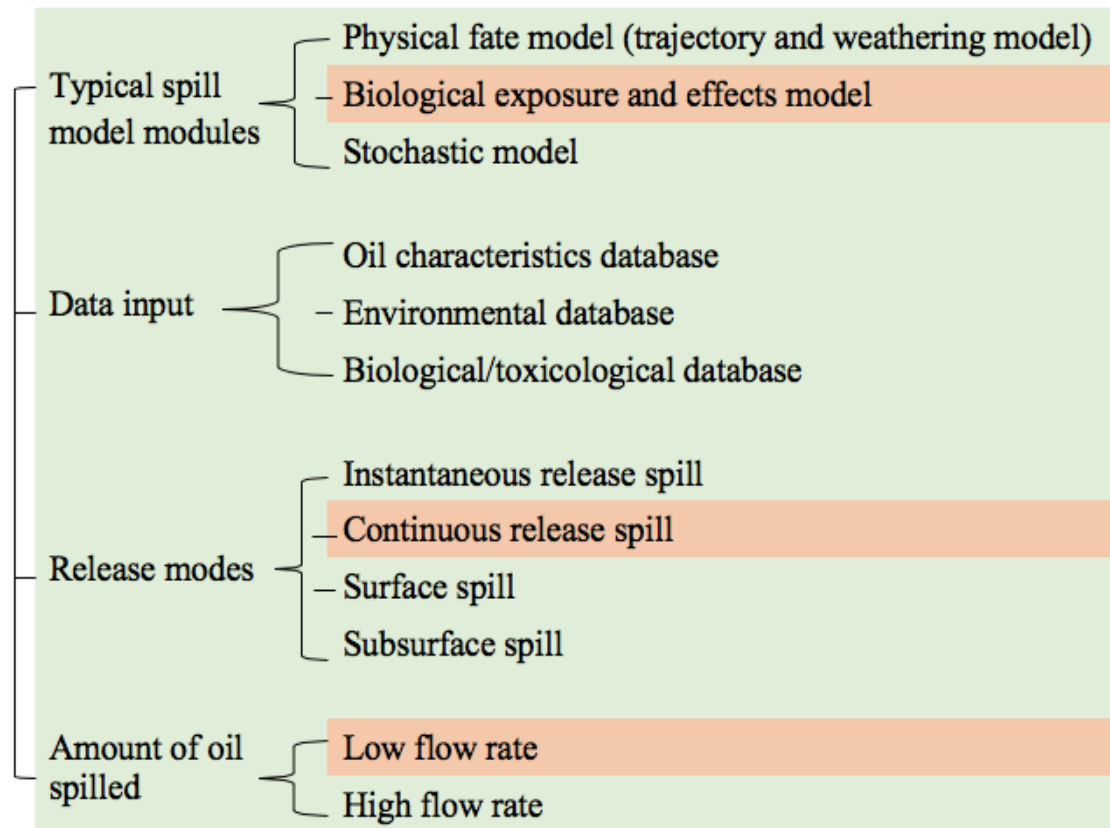 Typical spill
model modules
Physical fate model (trajectory and weathering model)
Biological exposure and effects model
Stochastic model
Data input
Oil characteristics database
Environmental database
Biological/toxicological database
Release modes
Instantaneous release spill
Continuous release spill
Surface spill
Subsurface spill
Amount of oil
spilled
Low flow rate
High flow rate